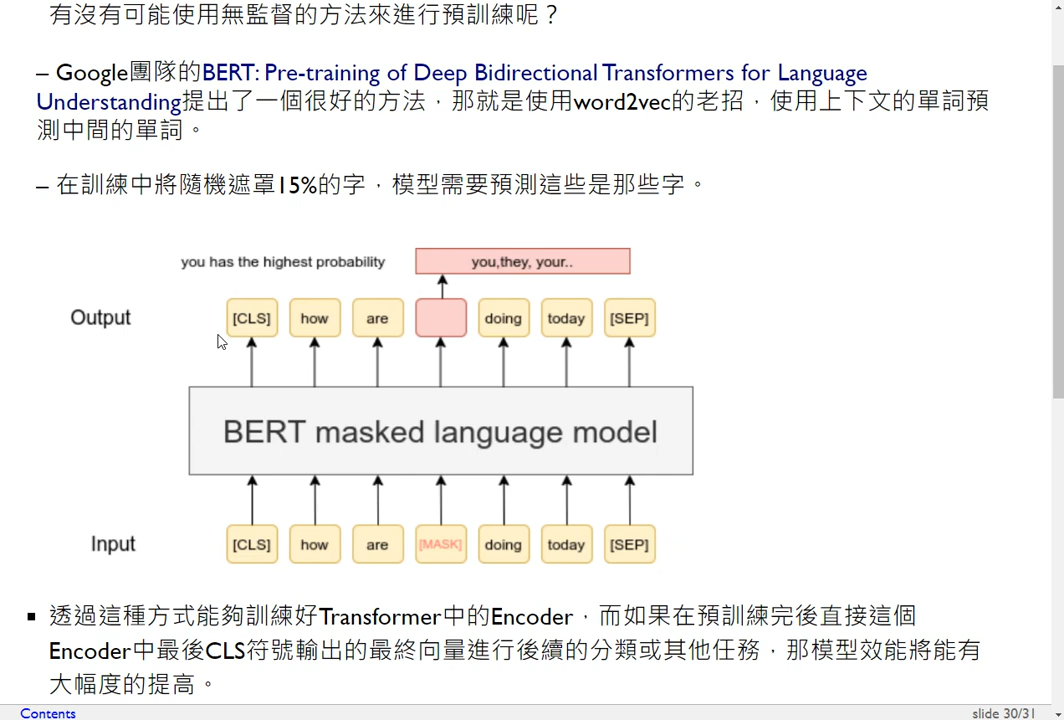 有沒有可能使用無監督的方法來進行預訓練呢？
– Google團隊的BERT: Pre-training of Deep Bidirectional Transformers for Language
Understanding提出了一個很好的方法，那就是使用word2vec的老招，使用上下文的單詞預
測中間的單詞。
– 在訓練中將隨機遮罩15%的字，模型需要預測這些是那些字。
you has the highest probability you,they, your..
Output [CLS] how are doing today [SEP]
BERT masked language model
Input [CLS] how are [MASK] doing today [SEP]
▪ 透過這種方式能夠訓練好Transformer中的Encoder，而如果在預訓練完後直接這個
Encoder中最後CLS符號輸出的最終向量進行後續的分類或其他任務，那模型效能將能有
大幅度的提高。
Contents slide 30/31